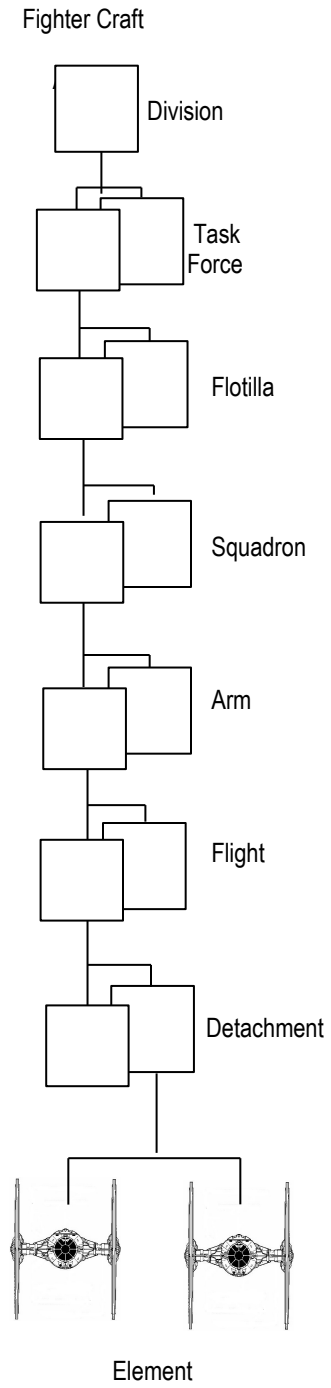 Fighter Craft
Division
Task
Force
Flotilla
Squadron
Arm
Flight
Detachment
Element